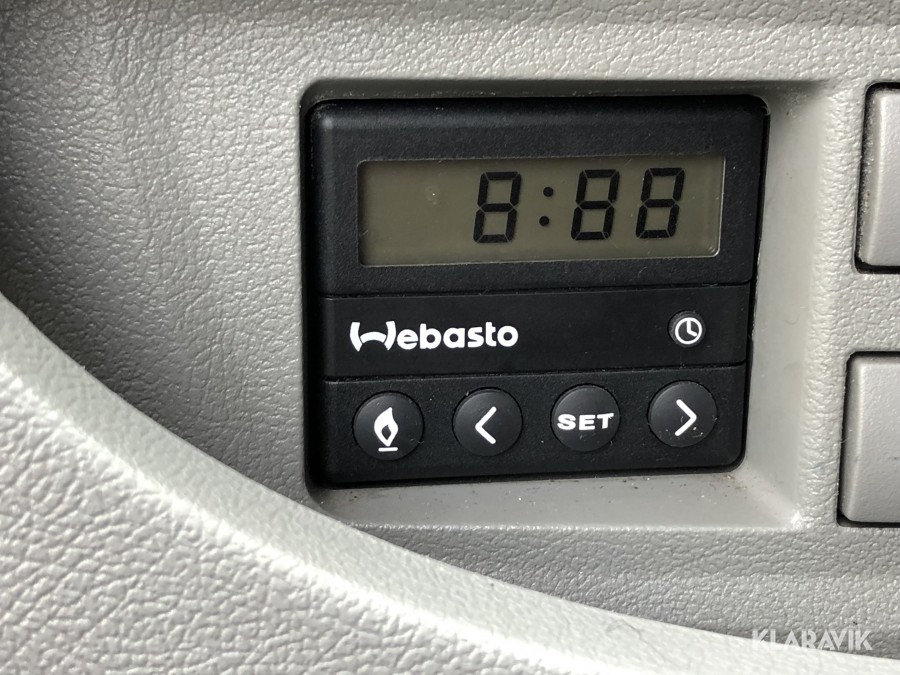 8:88
Webasto
SET
KLARAVIK